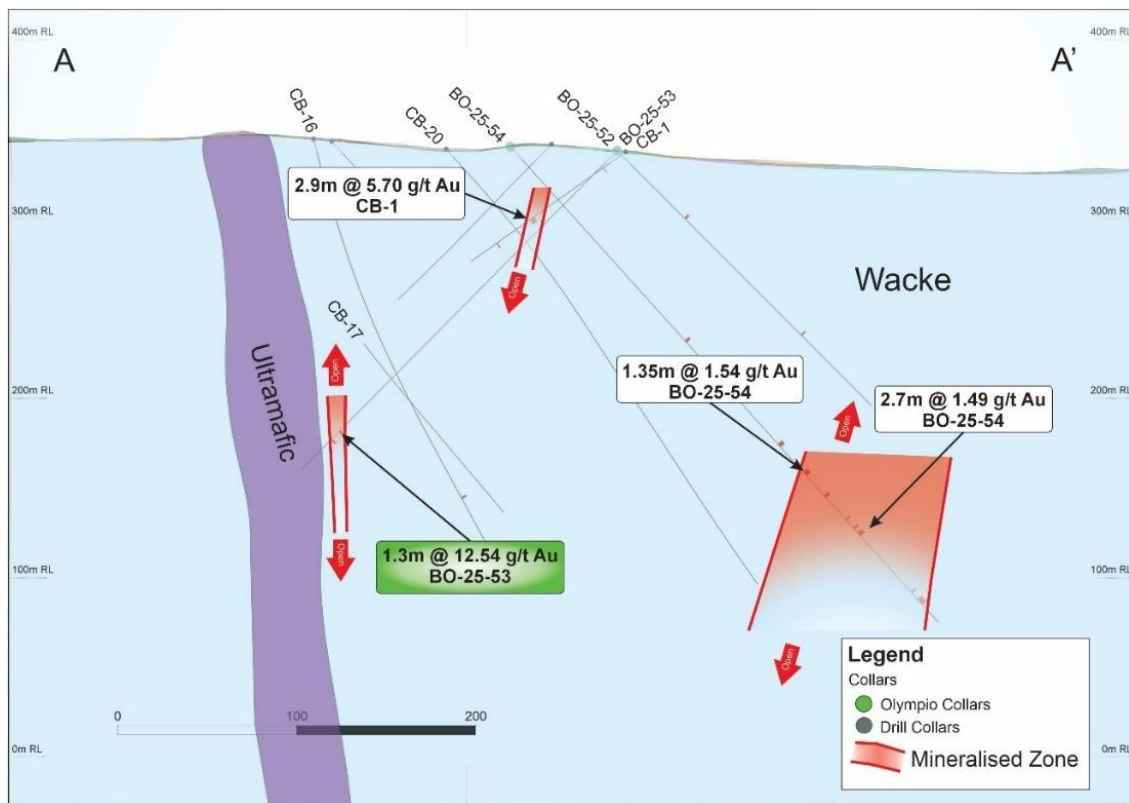 400m RL
400m RL
A
A'
CB-16
CB-20
BO-25-54
BO-25-52
BO-25-53
CB-1
2.9m @ 5.70 g/t Au
CB-1
300m RL
300m RL
Open
Wacke
CB-17
Ultramafic
Open
1.35m @ 1.54 g/t Au
BO-25-54
2.7m @ 1.49 g/t Au
BO-25-54
200m RL
200m RL
Open
1.3m @ 12.54 g/t Au
BO-25-53
Open
100m RL
100m RL
Open
Legend
Collars
Olympio Collars
Drill Collars
Mineralised Zone
0
100
200
0m RL
0m RL